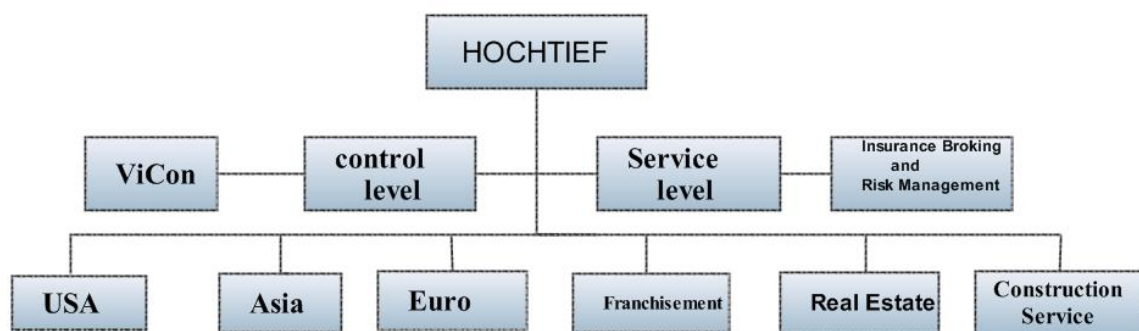 HOCHTIEF
ViCon
control
level
Service
level
Insurance Broking
and
Risk Management
USA
Asia
Euro
Franchisement
Real Estate
Construction
Service